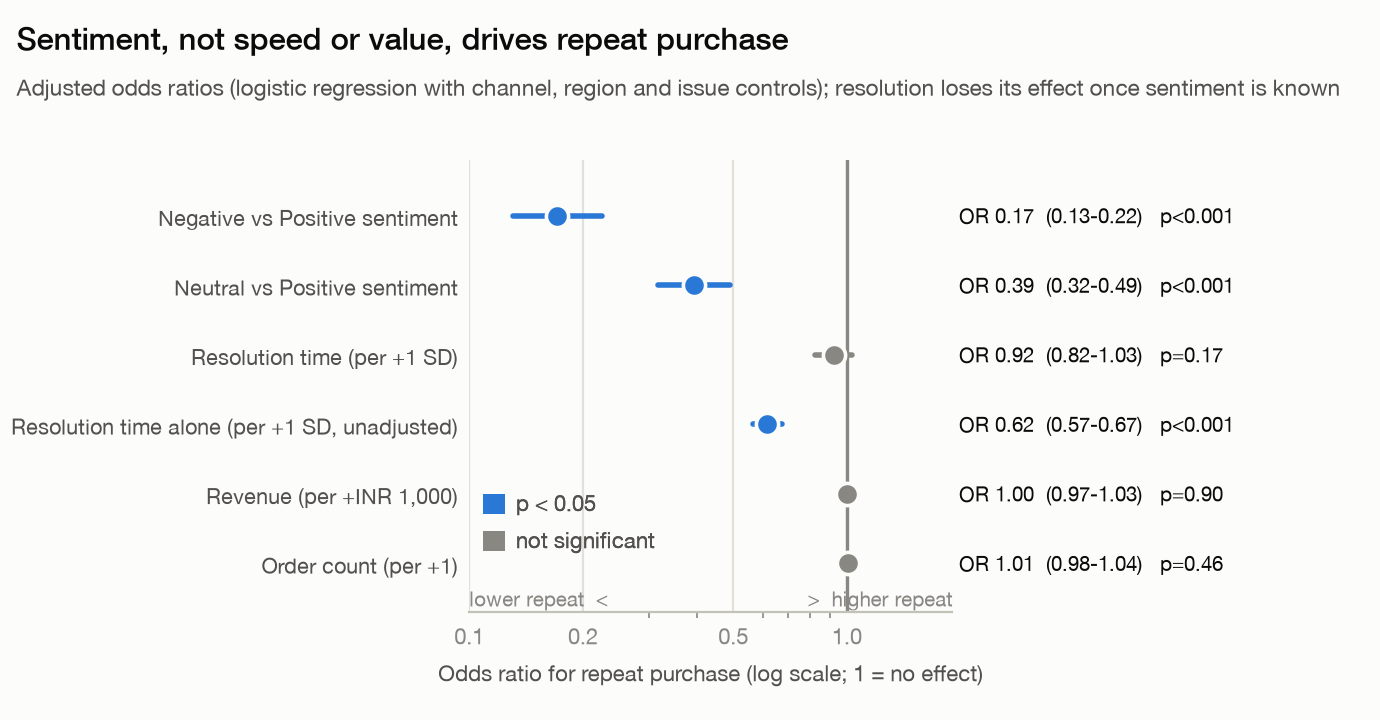 Sentiment, not speed or value, drives repeat purchase
Adjusted odds ratios (logistic regression with channel, region and issue controls); resolution loses its effect once sentiment is known
Negative vs Positive sentiment OR 0.17 (0.13-0.22) p<0.001
Neutral vs Positive sentiment OR 0.39 (0.32-0.49) p<0.001
Resolution time (per +1 SD) OR 0.92 (0.82-1.03) p=0.17
Resolution time alone (per +1 SD, unadjusted) OR 0.62 (0.57-0.67) p<0.001
Revenue (per +INR 1,000) OR 1.00 (0.97-1.03) p=0.90
p < 0.05
not significant
Order count (per +1) OR 1.01 (0.98-1.04) p=0.46
lower repeat < > higher repeat
0.1 0.2 0.5 1.0
Odds ratio for repeat purchase (log scale; 1 = no effect)